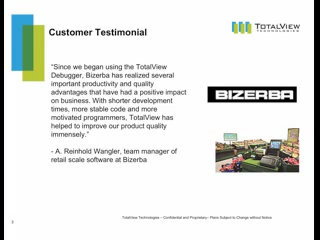 Customer Testimonial
TOTALVIEW
TECHNOLOGIES
“Since we began using the TotalView
Debugger, Bizerba has realized several
important productivity and quality
advantages that have had a positive impact
on business. With shorter development
times, more stable code and more
motivated programmers, TotalView has
helped to improve our product quality
immensely.”
- A. Reinhold Wangler, team manager of
retail scale software at Bizerba
BIZERBA
TotalView Technologies – Confidential and Proprietary - Plans Subject to Change without Notice